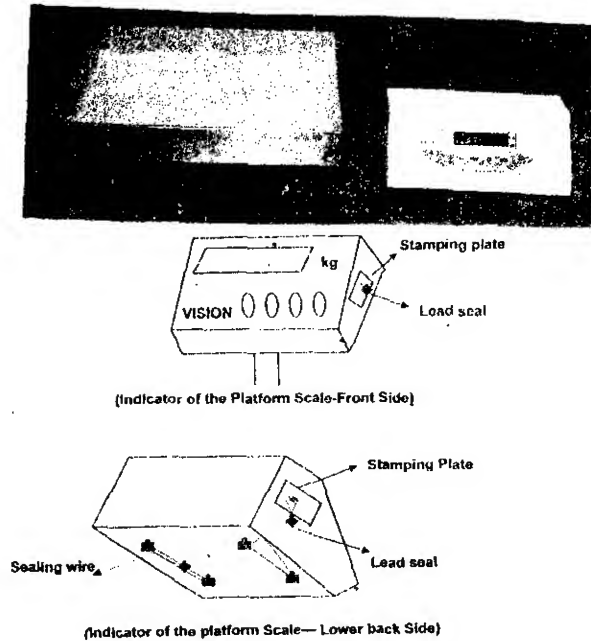 Stamping plate
kg
VISION
Lead seal
(Indicator of the Platform Scale-Front Side)
Stamping Plate
Sealing wire
Lead seal
(Indicator of the platform Scale— Lower back Side)